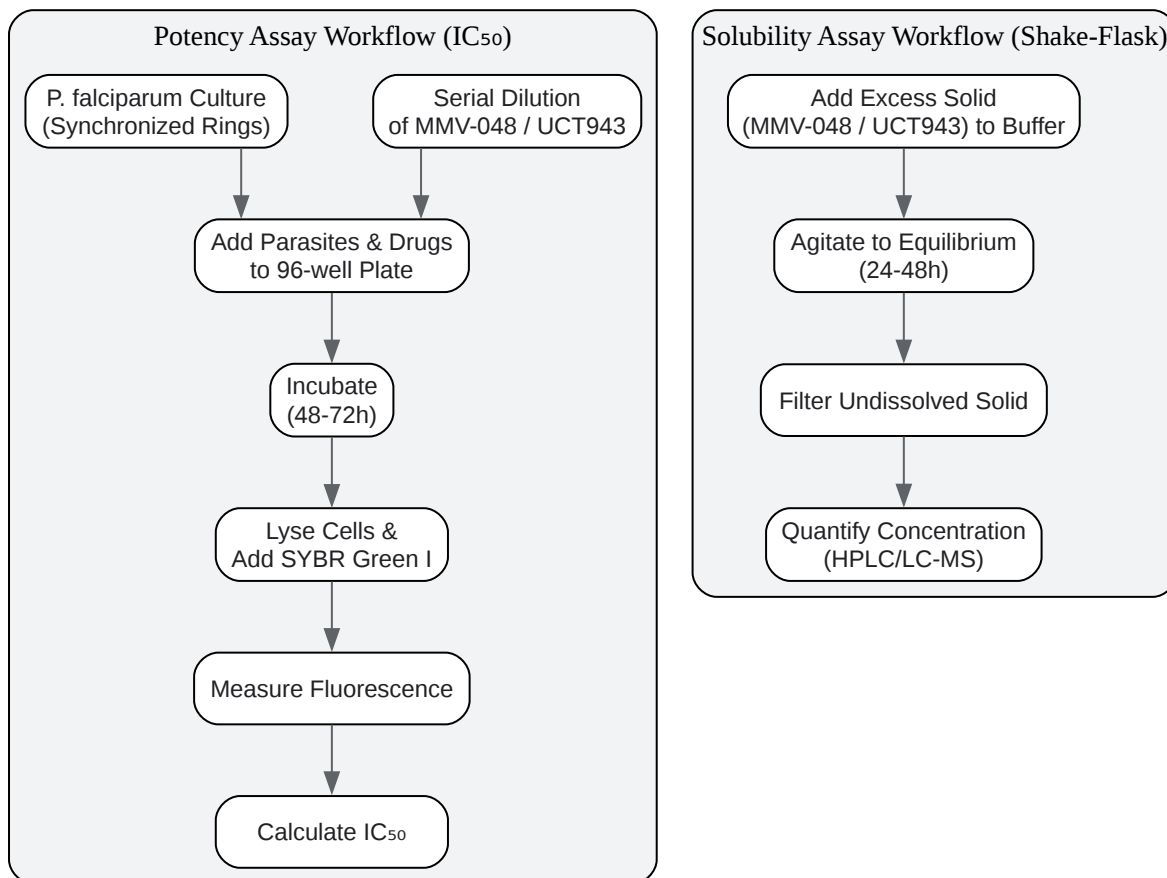 Potency Assay Workflow (IC₅₀)
P. falciparum Culture
(Synchronized Rings)
Serial Dilution
of MMV-048 / UCT943
Add Parasites & Drugs
to 96-well Plate
Incubate
(48-72h)
Lyse Cells &
Add SYBR Green I
Measure Fluorescence
Calculate IC₅₀
Solubility Assay Workflow (Shake-Flask)
Add Excess Solid
(MMV-048 / UCT943) to Buffer
Agitate to Equilibrium
(24-48h)
Filter Undissolved Solid
Quantify Concentration
(HPLC/LC-MS)